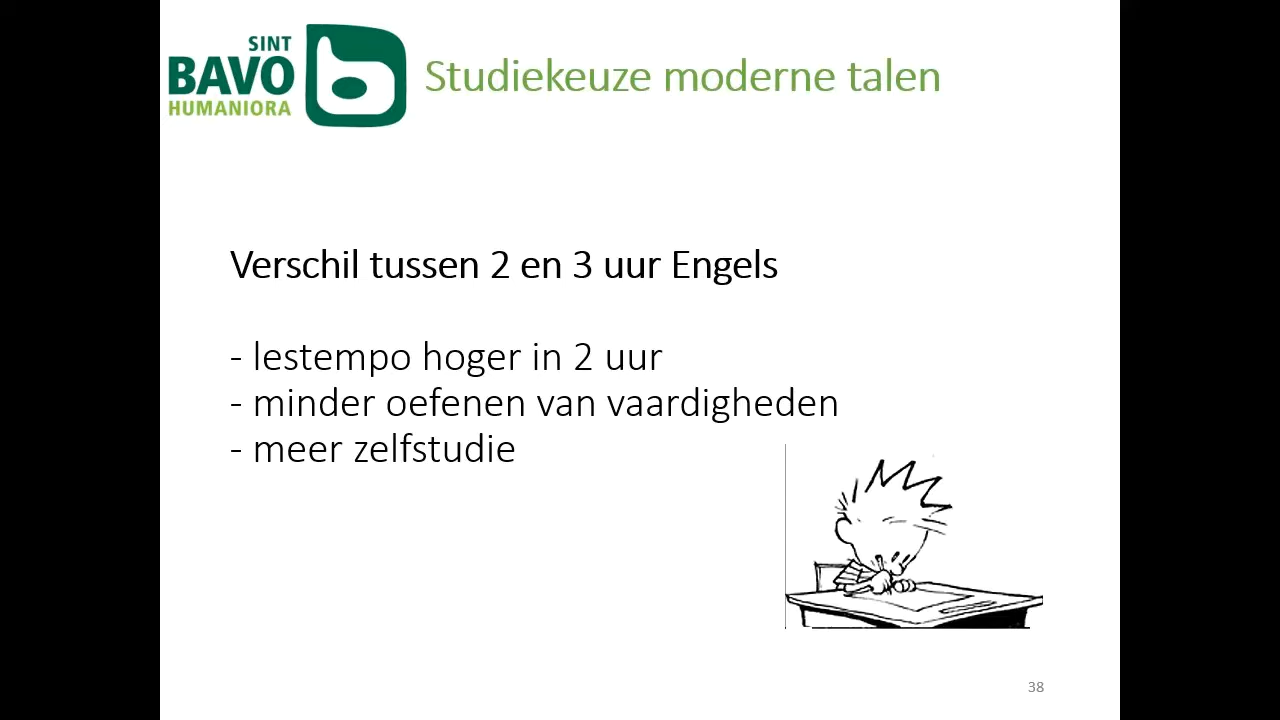 SINT
BAVO
HUMANIORA
Studiekeuze moderne talen
Verschil tussen 2 en 3 uur Engels
- lestempo hoger in 2 uur
- minder oefenen van vaardigheden
- meer zelfstudie
38